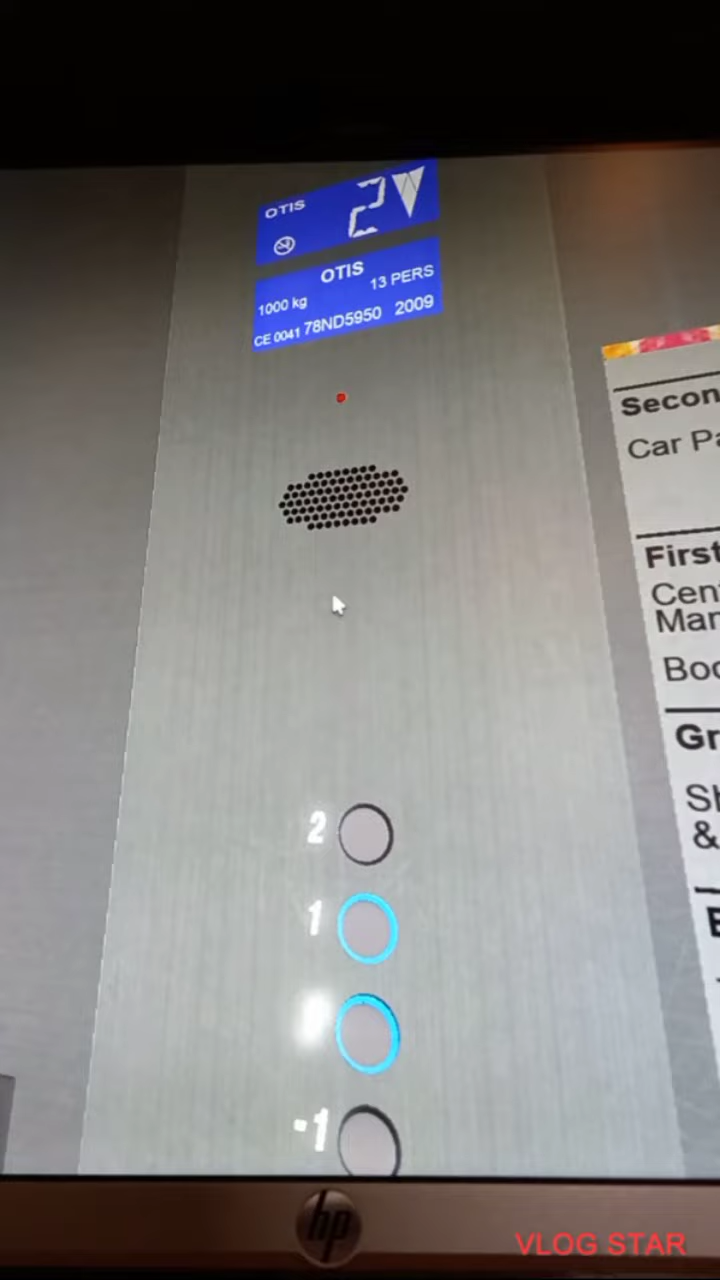 OTIS
2
OTIS
1000 kg 13 PERS
CE 0041 78ND5950 2009
Secon
Car Pa
First
Cen
Mar
Boo
Gr
&
2
1
-1
hp
VLOG STAR